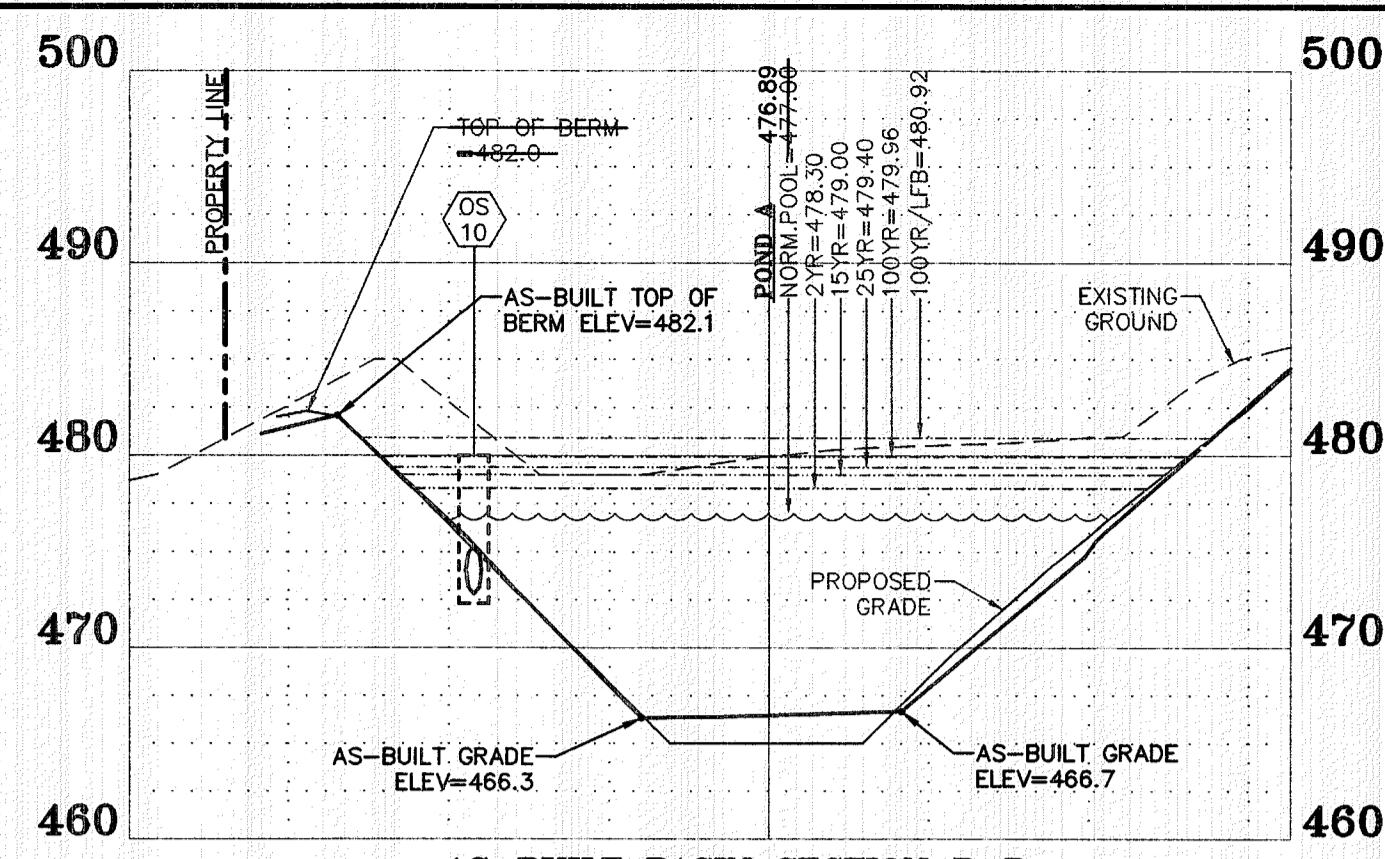 500
500
PROPERTY LINE
TOP OF BERM
=482.0
OS
10
POND A 476.89
NORM.POOL=477.00
2YR=478.30
15YR=479.00
25YR=479.40
100YR=479.96
100YR/LFB=480.92
490
490
AS-BUILT TOP OF
BERM ELEV=482.1
EXISTING
GROUND
480
480
PROPOSED
GRADE
470
470
AS-BUILT GRADE
ELEV=466.3
AS-BUILT GRADE
ELEV=466.7
460
460